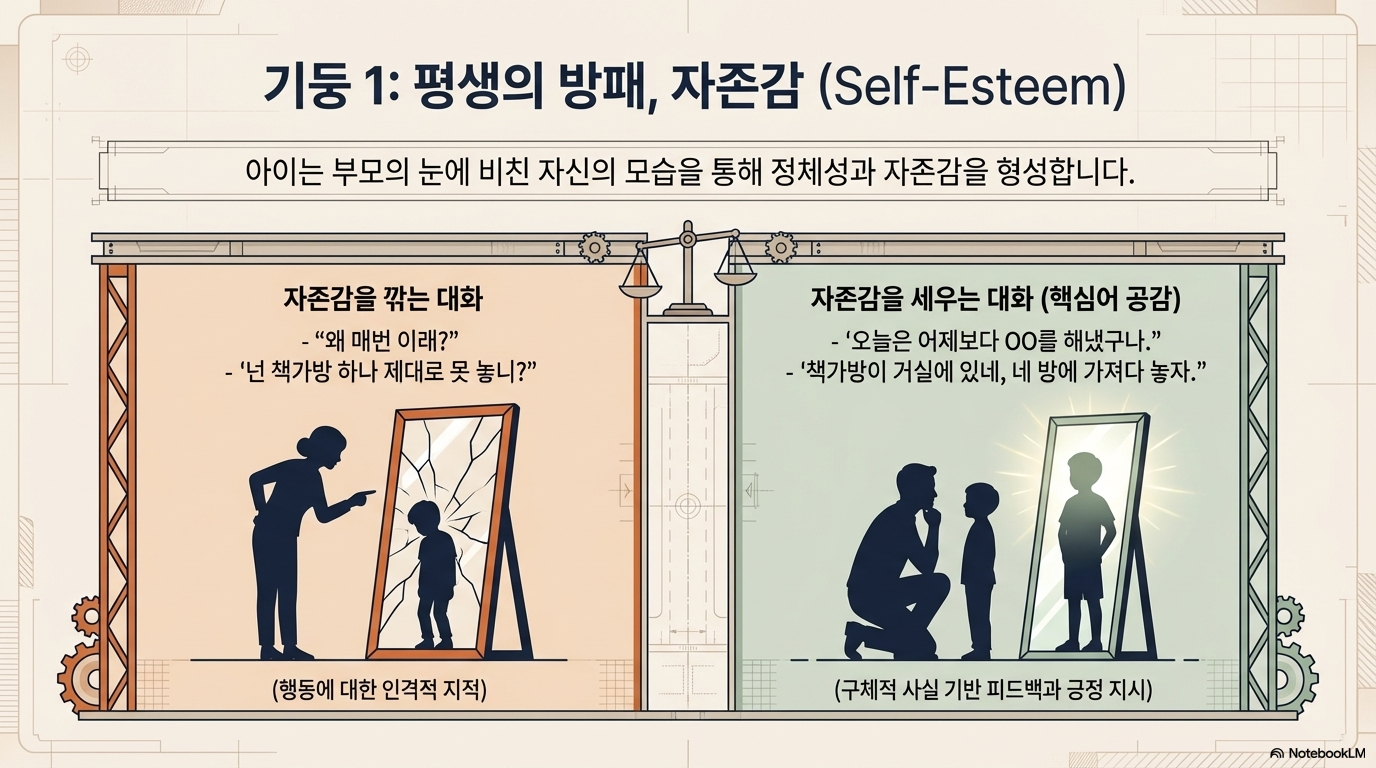 기둥 1: 평생의 방패, 자존감 (Self-Esteem)
아이는 부모의 눈에 비친 자신의 모습을 통해 정체성과 자존감을 형성합니다.
자존감을 깎는 대화
- “왜 매번 이래?”
- ‘넌 책가방 하나 제대로 못 놓니?”
(행동에 대한 인격적 지적)
자존감을 세우는 대화 (핵심어 공감)
- ‘오늘은 어제보다 OO를 해냈구나.”
- ‘책가방이 거실에 있네, 네 방에 가져다 놓자.”
(구체적 사실 기반 피드백과 긍정 지시)
NotebookLM